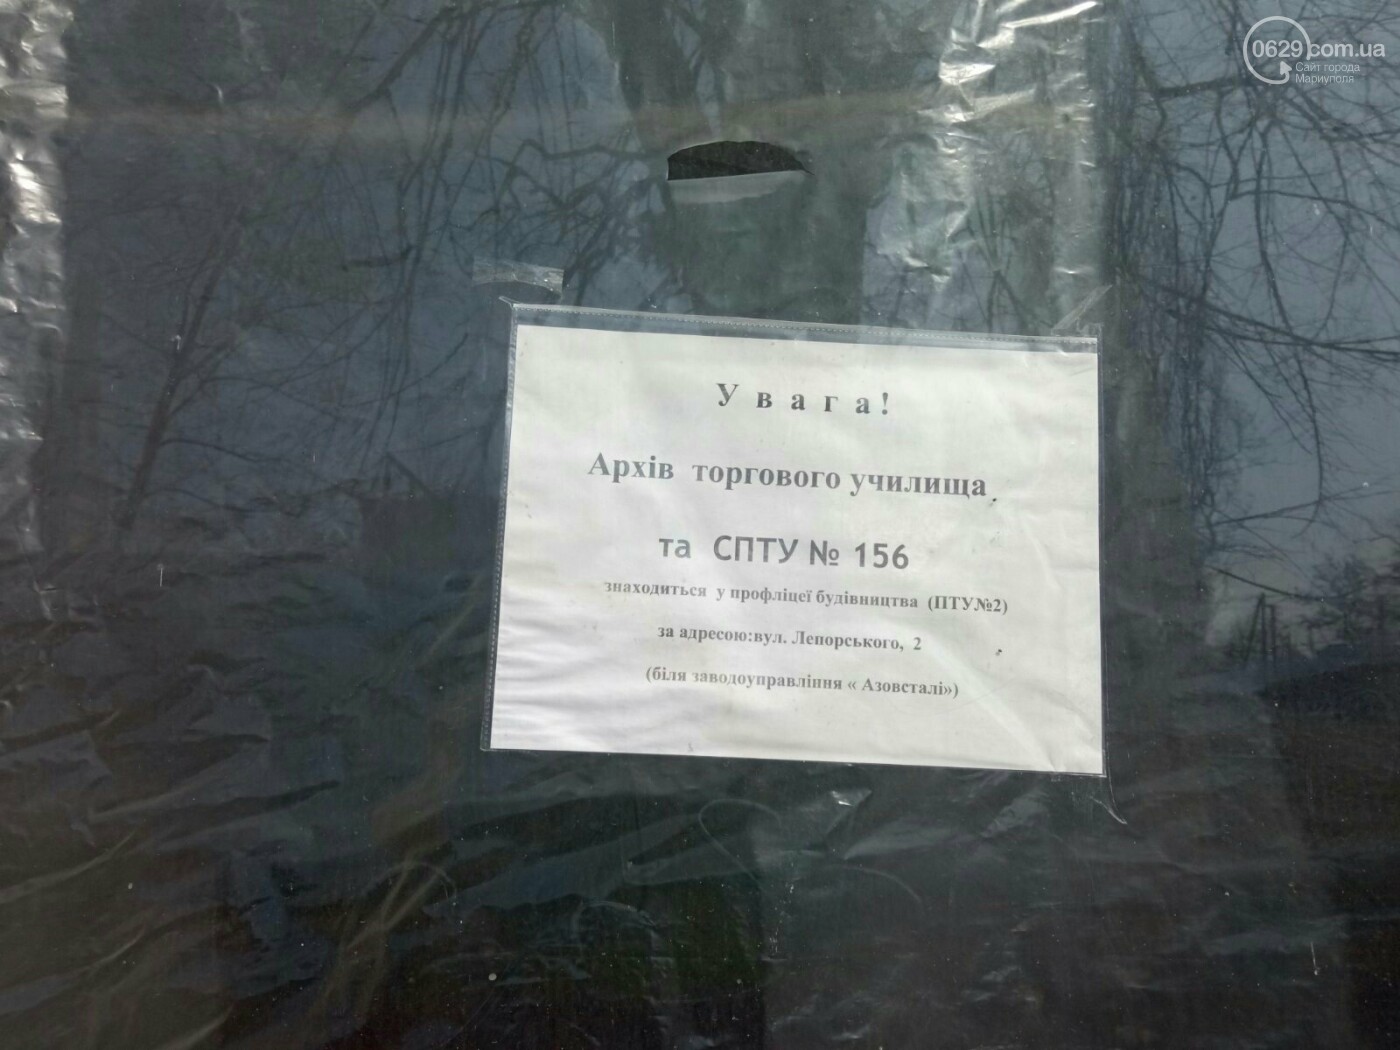 0629.com.ua
Сайт города
Мариуполя
Увага!
Архів торгового училища
та СПТУ № 156
знаходиться у профліцеї будівництва (ПТУ№2)
за адресою:вул. Лепорського, 2
(біля заводоуправління « Азовсталі»)